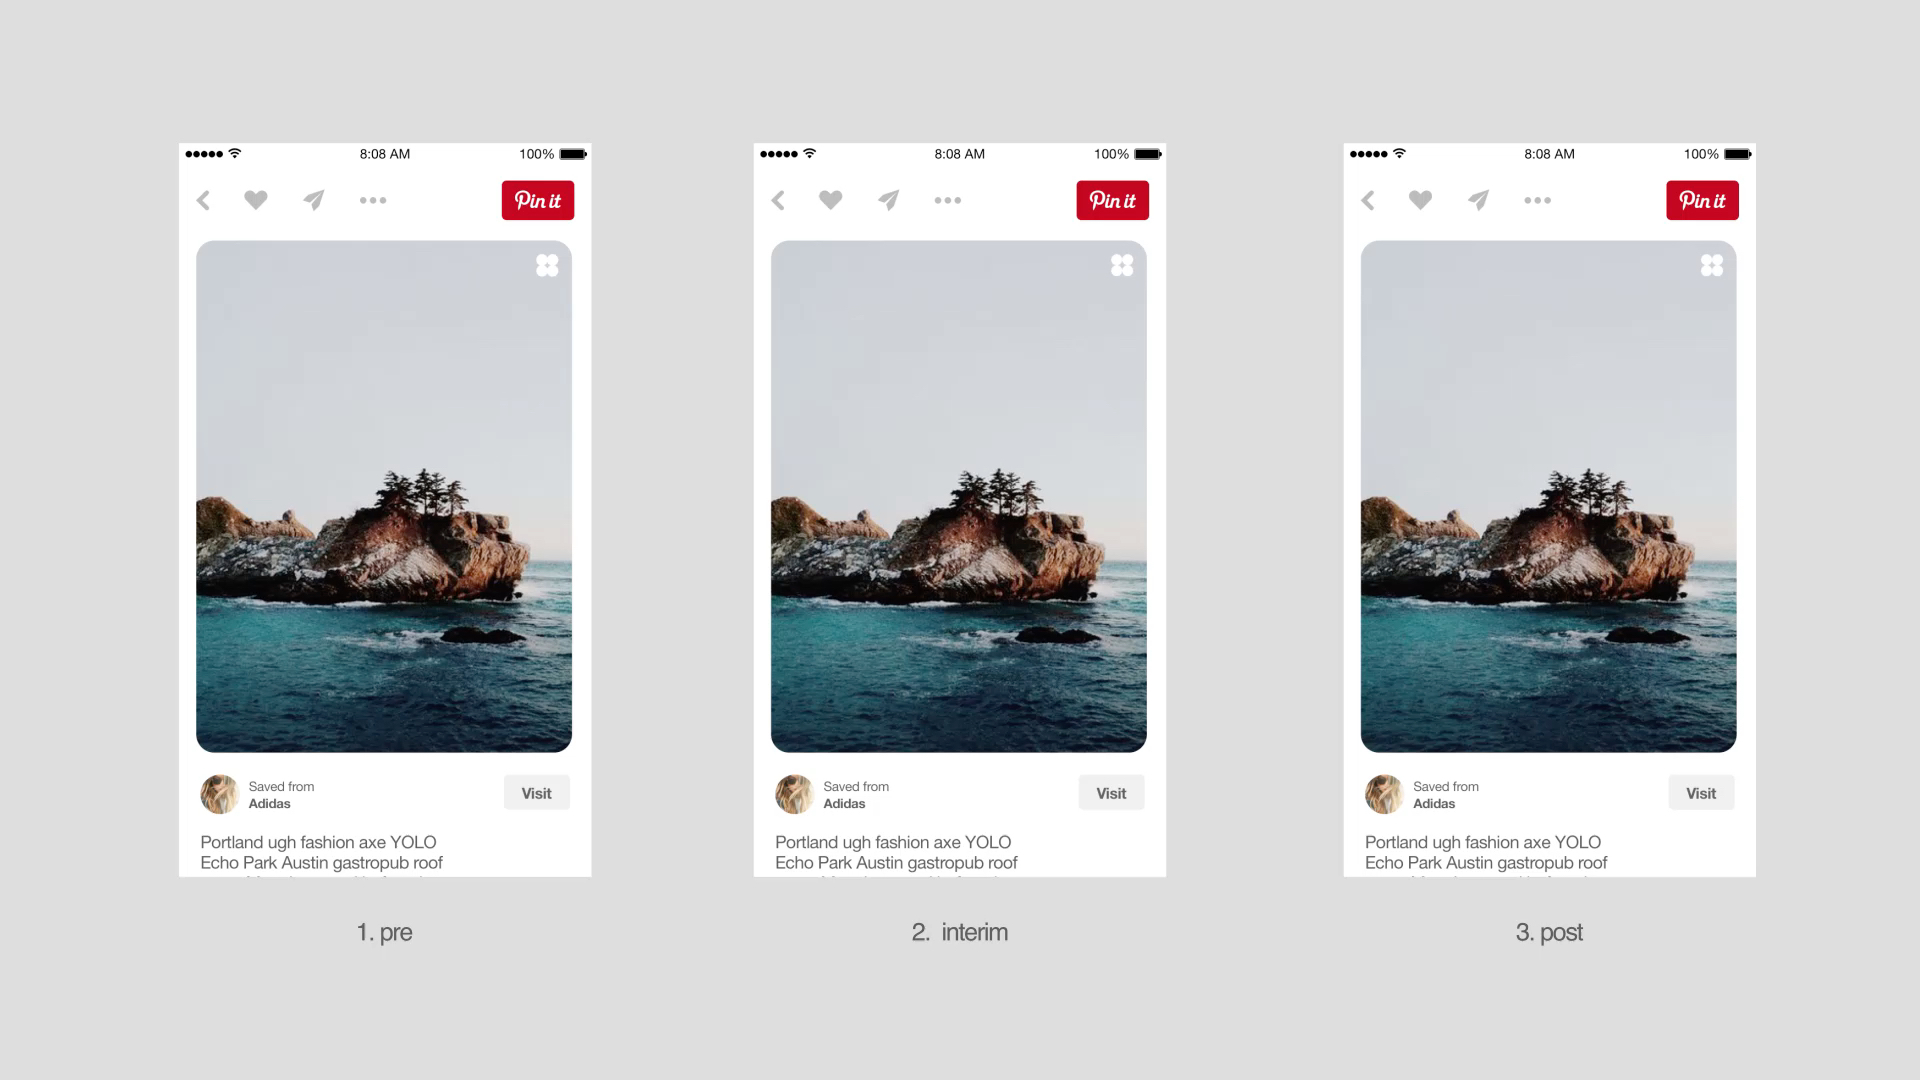 8:08 AM
100%
Pin it
Saved from
Adidas
Visit
Portland ugh fashion axe YOLO
Echo Park Austin gastropub roof
1. pre
8:08 AM
100%
Pin it
Saved from
Adidas
Visit
Portland ugh fashion axe YOLO
Echo Park Austin gastropub roof
2. interim
8:08 AM
100%
Pin it
Saved from
Adidas
Visit
Portland ugh fashion axe YOLO
Echo Park Austin gastropub roof
3. post